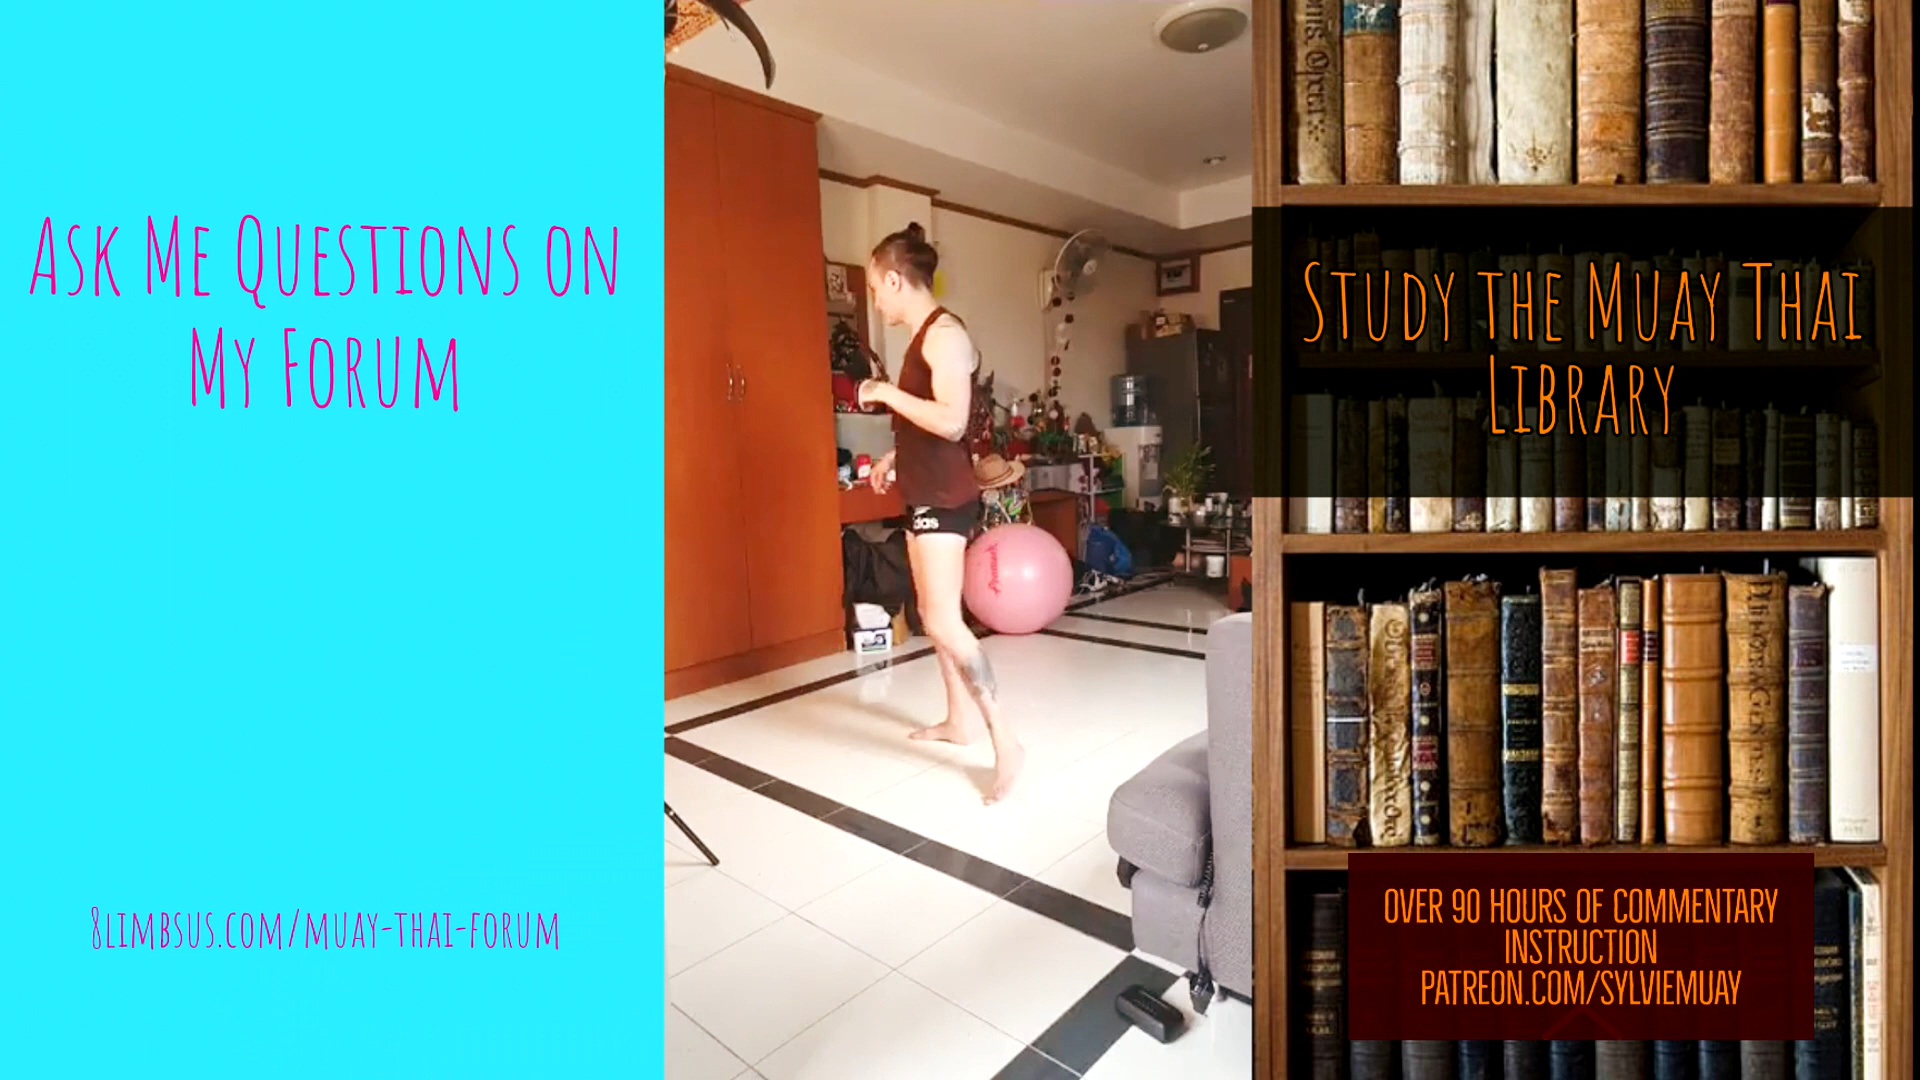 Ask Me Questions on
My Forum
8limbsus.com/muay-thai-forum
das
Study the Muay Thai
Library
OVER 90 HOURS OF COMMENTARY
INSTRUCTION
PATREON.COM/SYLVIEMUAY